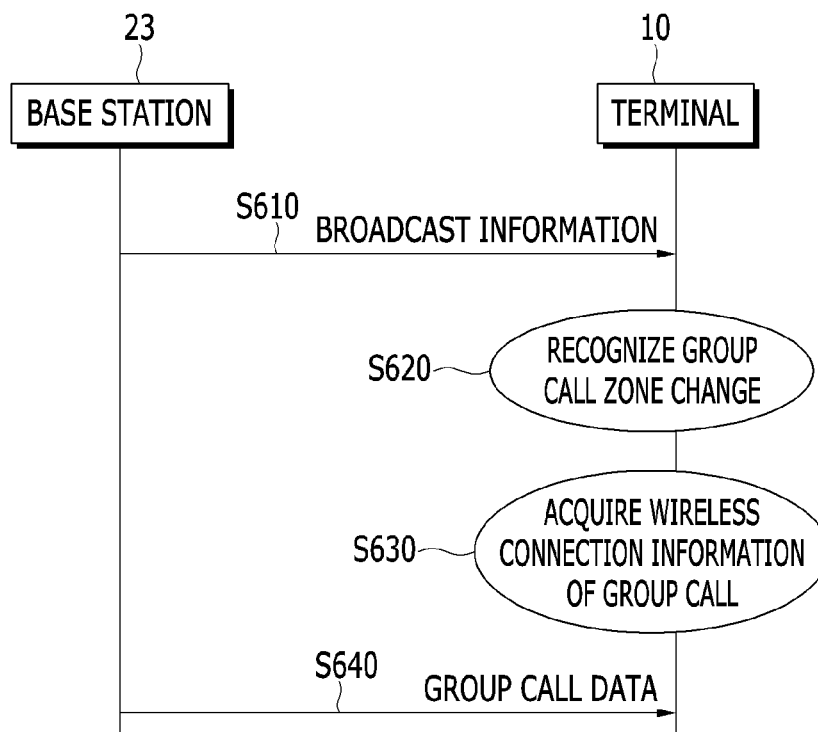 23
10
BASE STATION
TERMINAL
S610
BROADCAST INFORMATION
S620
RECOGNIZE GROUP
CALL ZONE CHANGE
S630
ACQUIRE WIRELESS
CONNECTION INFORMATION
OF GROUP CALL
S640
GROUP CALL DATA